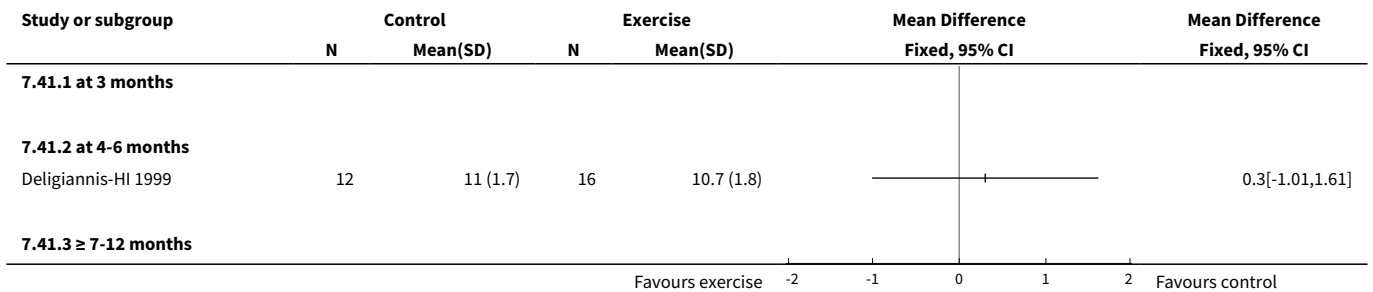 Study or subgroup Control Exercise Mean Difference Mean Difference
N Mean(SD) N Mean(SD) Fixed, 95% CI Fixed, 95% CI
7.41.1 at 3 months
7.41.2 at 4-6 months
Deligiannis-HI 1999 12 11 (1.7) 16 10.7 (1.8) 0.3[-1.01,1.61]
7.41.3 ≥ 7-12 months
Favours exercise -2 -1 0 1 2 Favours control